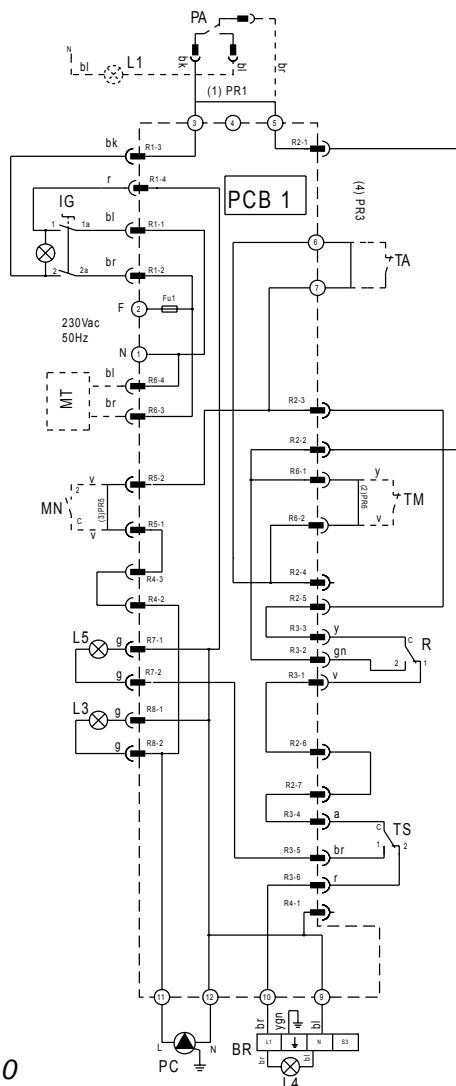 PA
N
bl
L1
bk
bl
br
(1) PR1
3
4
5
bk
R1-3
R2-1
r
R1-4
PCB 1
(4) PR3
IG
bl
1
1a
R1-1
6
TA
br
2
2a
R1-2
7
F
2
Fu1
230Vac
50Hz
N
1
bl
R6-4
MT
br
R6-3
R2-3
R2-2
R6-1
y
v
R5-2
2
MN
(3)PR5
(2)PR6
TM
C
v
R5-1
R6-2
v
R4-3
R2-4
R4-2
R2-5
R3-3
y
C
R
L5
g
R7-1
R3-2
gn
2
1
g
R7-2
R3-1
v
L3
g
R8-1
g
R8-2
R2-6
R2-7
R3-4
a
C
TS
1
2
R3-5
br
R3-6
r
R4-1
11
12
10
9
L
N
PC
br
ygn
bl
BR
L1
N
S3
br
bl
L4
0